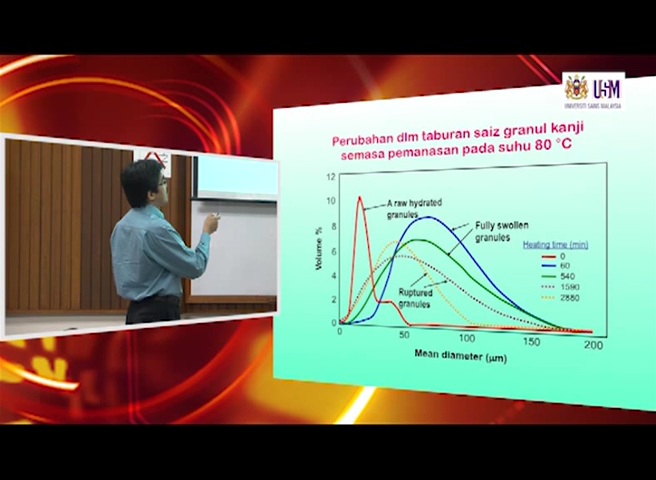 USM
UNIVERSITI SAINS MALAYSIA
Perubahan dlm taburan saiz granul kanji
semasa pemanasan pada suhu 80 °C
12
10
8
6
4
2
0
Volume %
A raw hydrated
granules
Fully swollen
granules
Ruptured
granules
Heating time (min)
0
60
540
1590
2880
0
50
100
150
200
Mean diameter (µm)